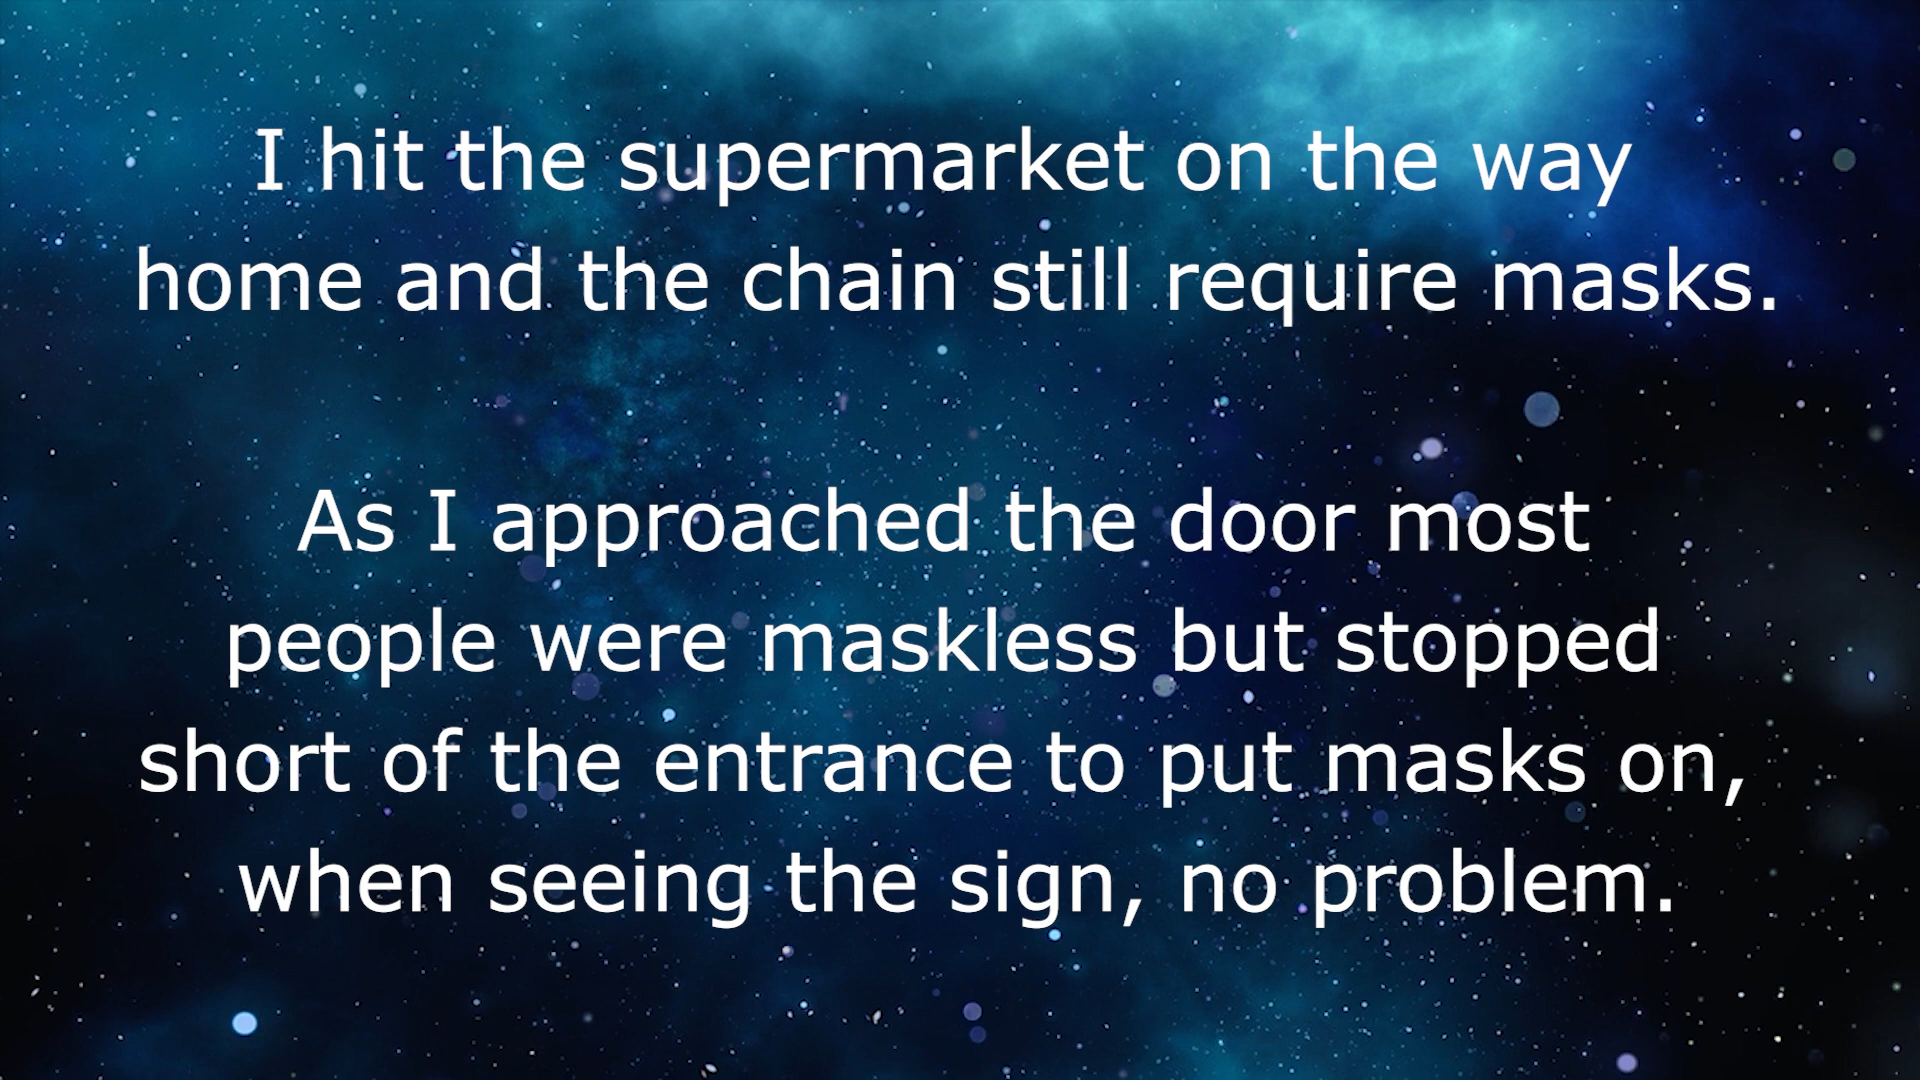 I hit the supermarket on the way
home and the chain still require masks.
As I approached the door most
people were maskless but stopped
short of the entrance to put masks on,
when seeing the sign, no problem.